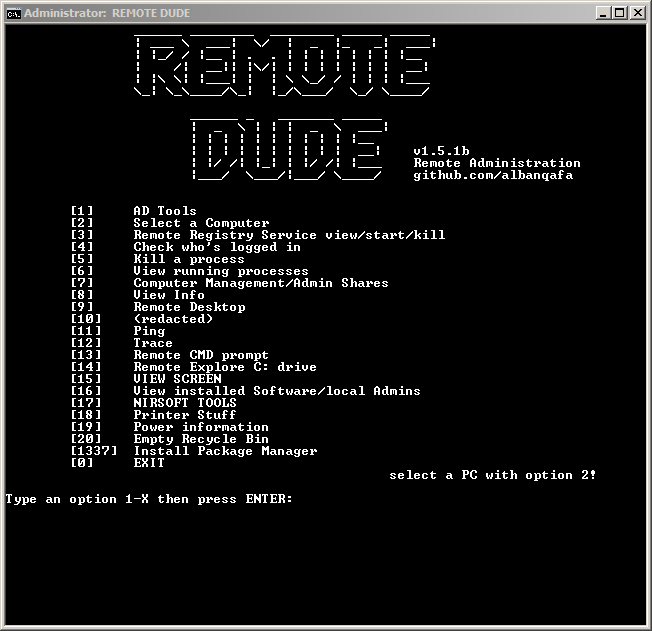 Administrator:  REMOTE DUDE
REMOTE
DUDE
v1.5.1b
Remote Administration
github.com/albanqafa
[1]     AD Tools
[2]     Select a Computer
[3]     Remote Registry Service view/start/kill
[4]     Check who's logged in
[5]     Kill a process
[6]     View running processes
[7]     Computer Management/Admin Shares
[8]     View Info
[9]     Remote Desktop
[10]    (redacted)
[11]    Ping
[12]    Trace
[13]    Remote CMD prompt
[14]    Remote Explore C: drive
[15]    VIEW SCREEN
[16]    View installed Software/local Admins
[17]    NIRSOFT TOOLS
[18]    Printer Stuff
[19]    Power information
[20]    Empty Recycle Bin
[1337]  Install Package Manager
[0]     EXIT
select a PC with option 2!
Type an option 1-X then press ENTER: